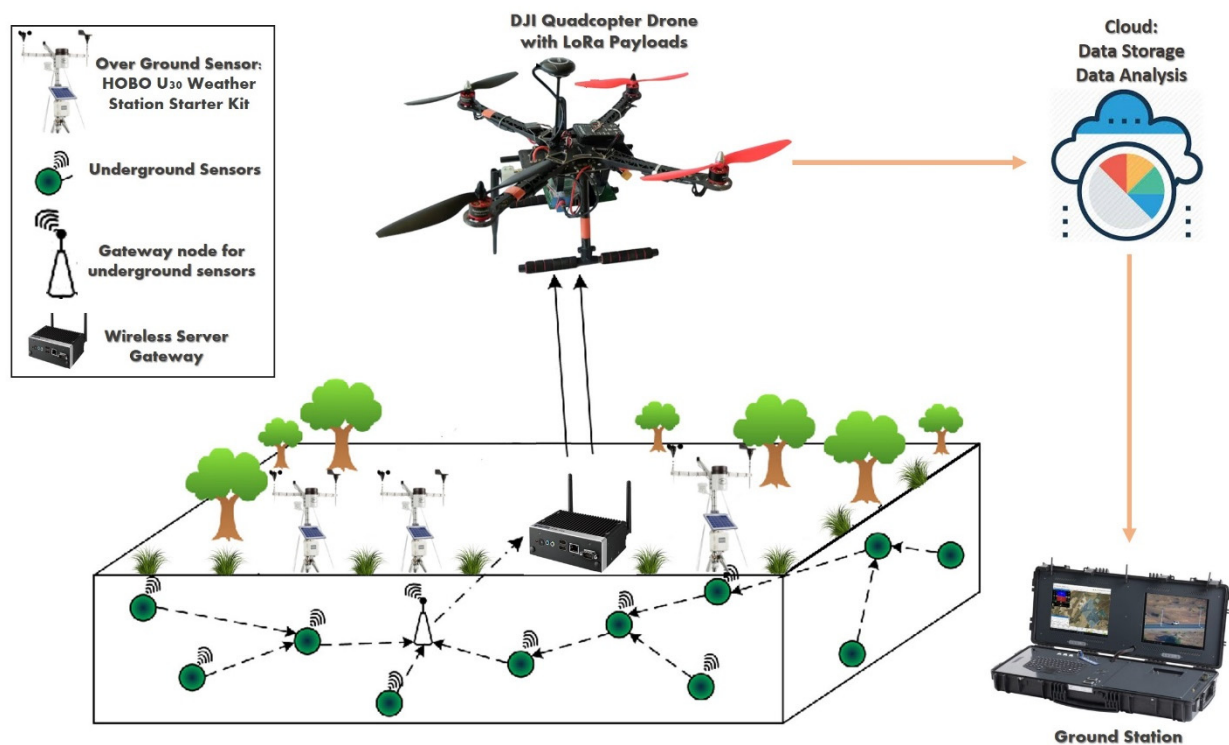 DJI Quadcopter Drone
with LoRa Payloads
Cloud:
Data Storage
Data Analysis
Over Ground Sensor:
HOBO U30 Weather
Station Starter Kit
Underground Sensors
Gateway node for
underground sensors
Wireless Server
Gateway
Ground Station